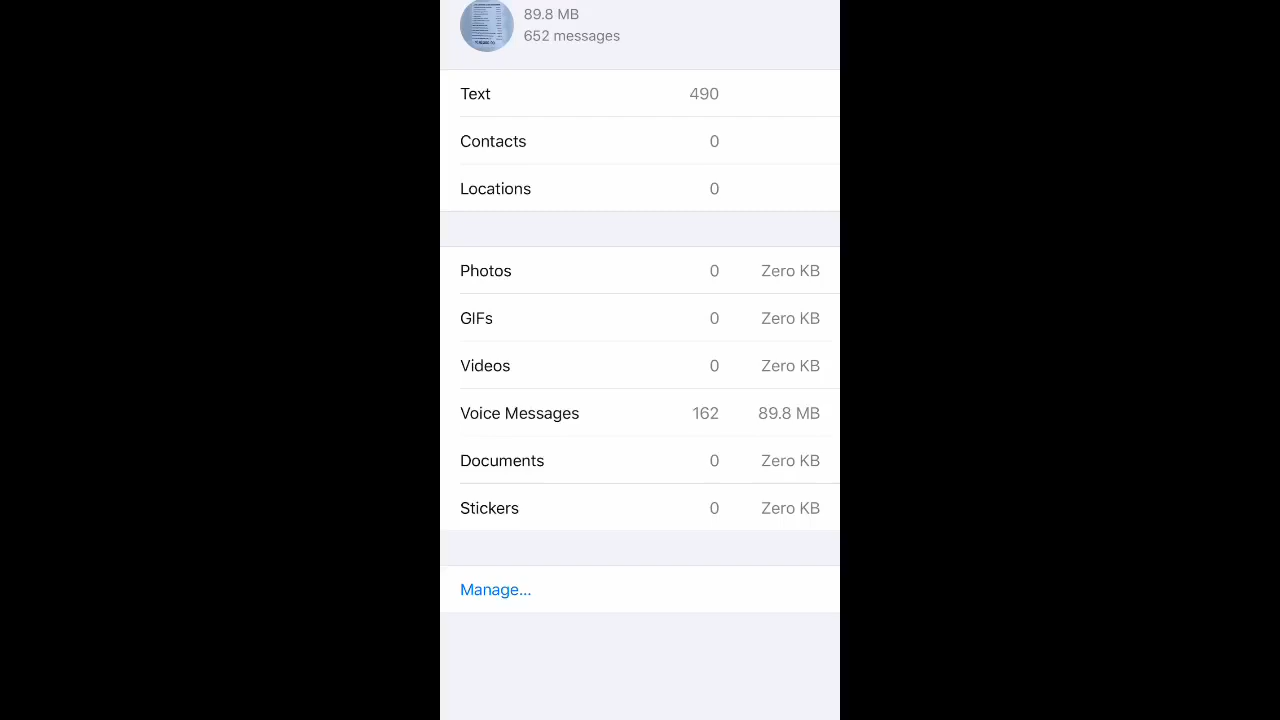 89.8 MB
652 messages
Text 490
Contacts 0
Locations 0
Photos 0 Zero KB
GIFs 0 Zero KB
Videos 0 Zero KB
Voice Messages 162 89.8 MB
Documents 0 Zero KB
Stickers 0 Zero KB
Manage...